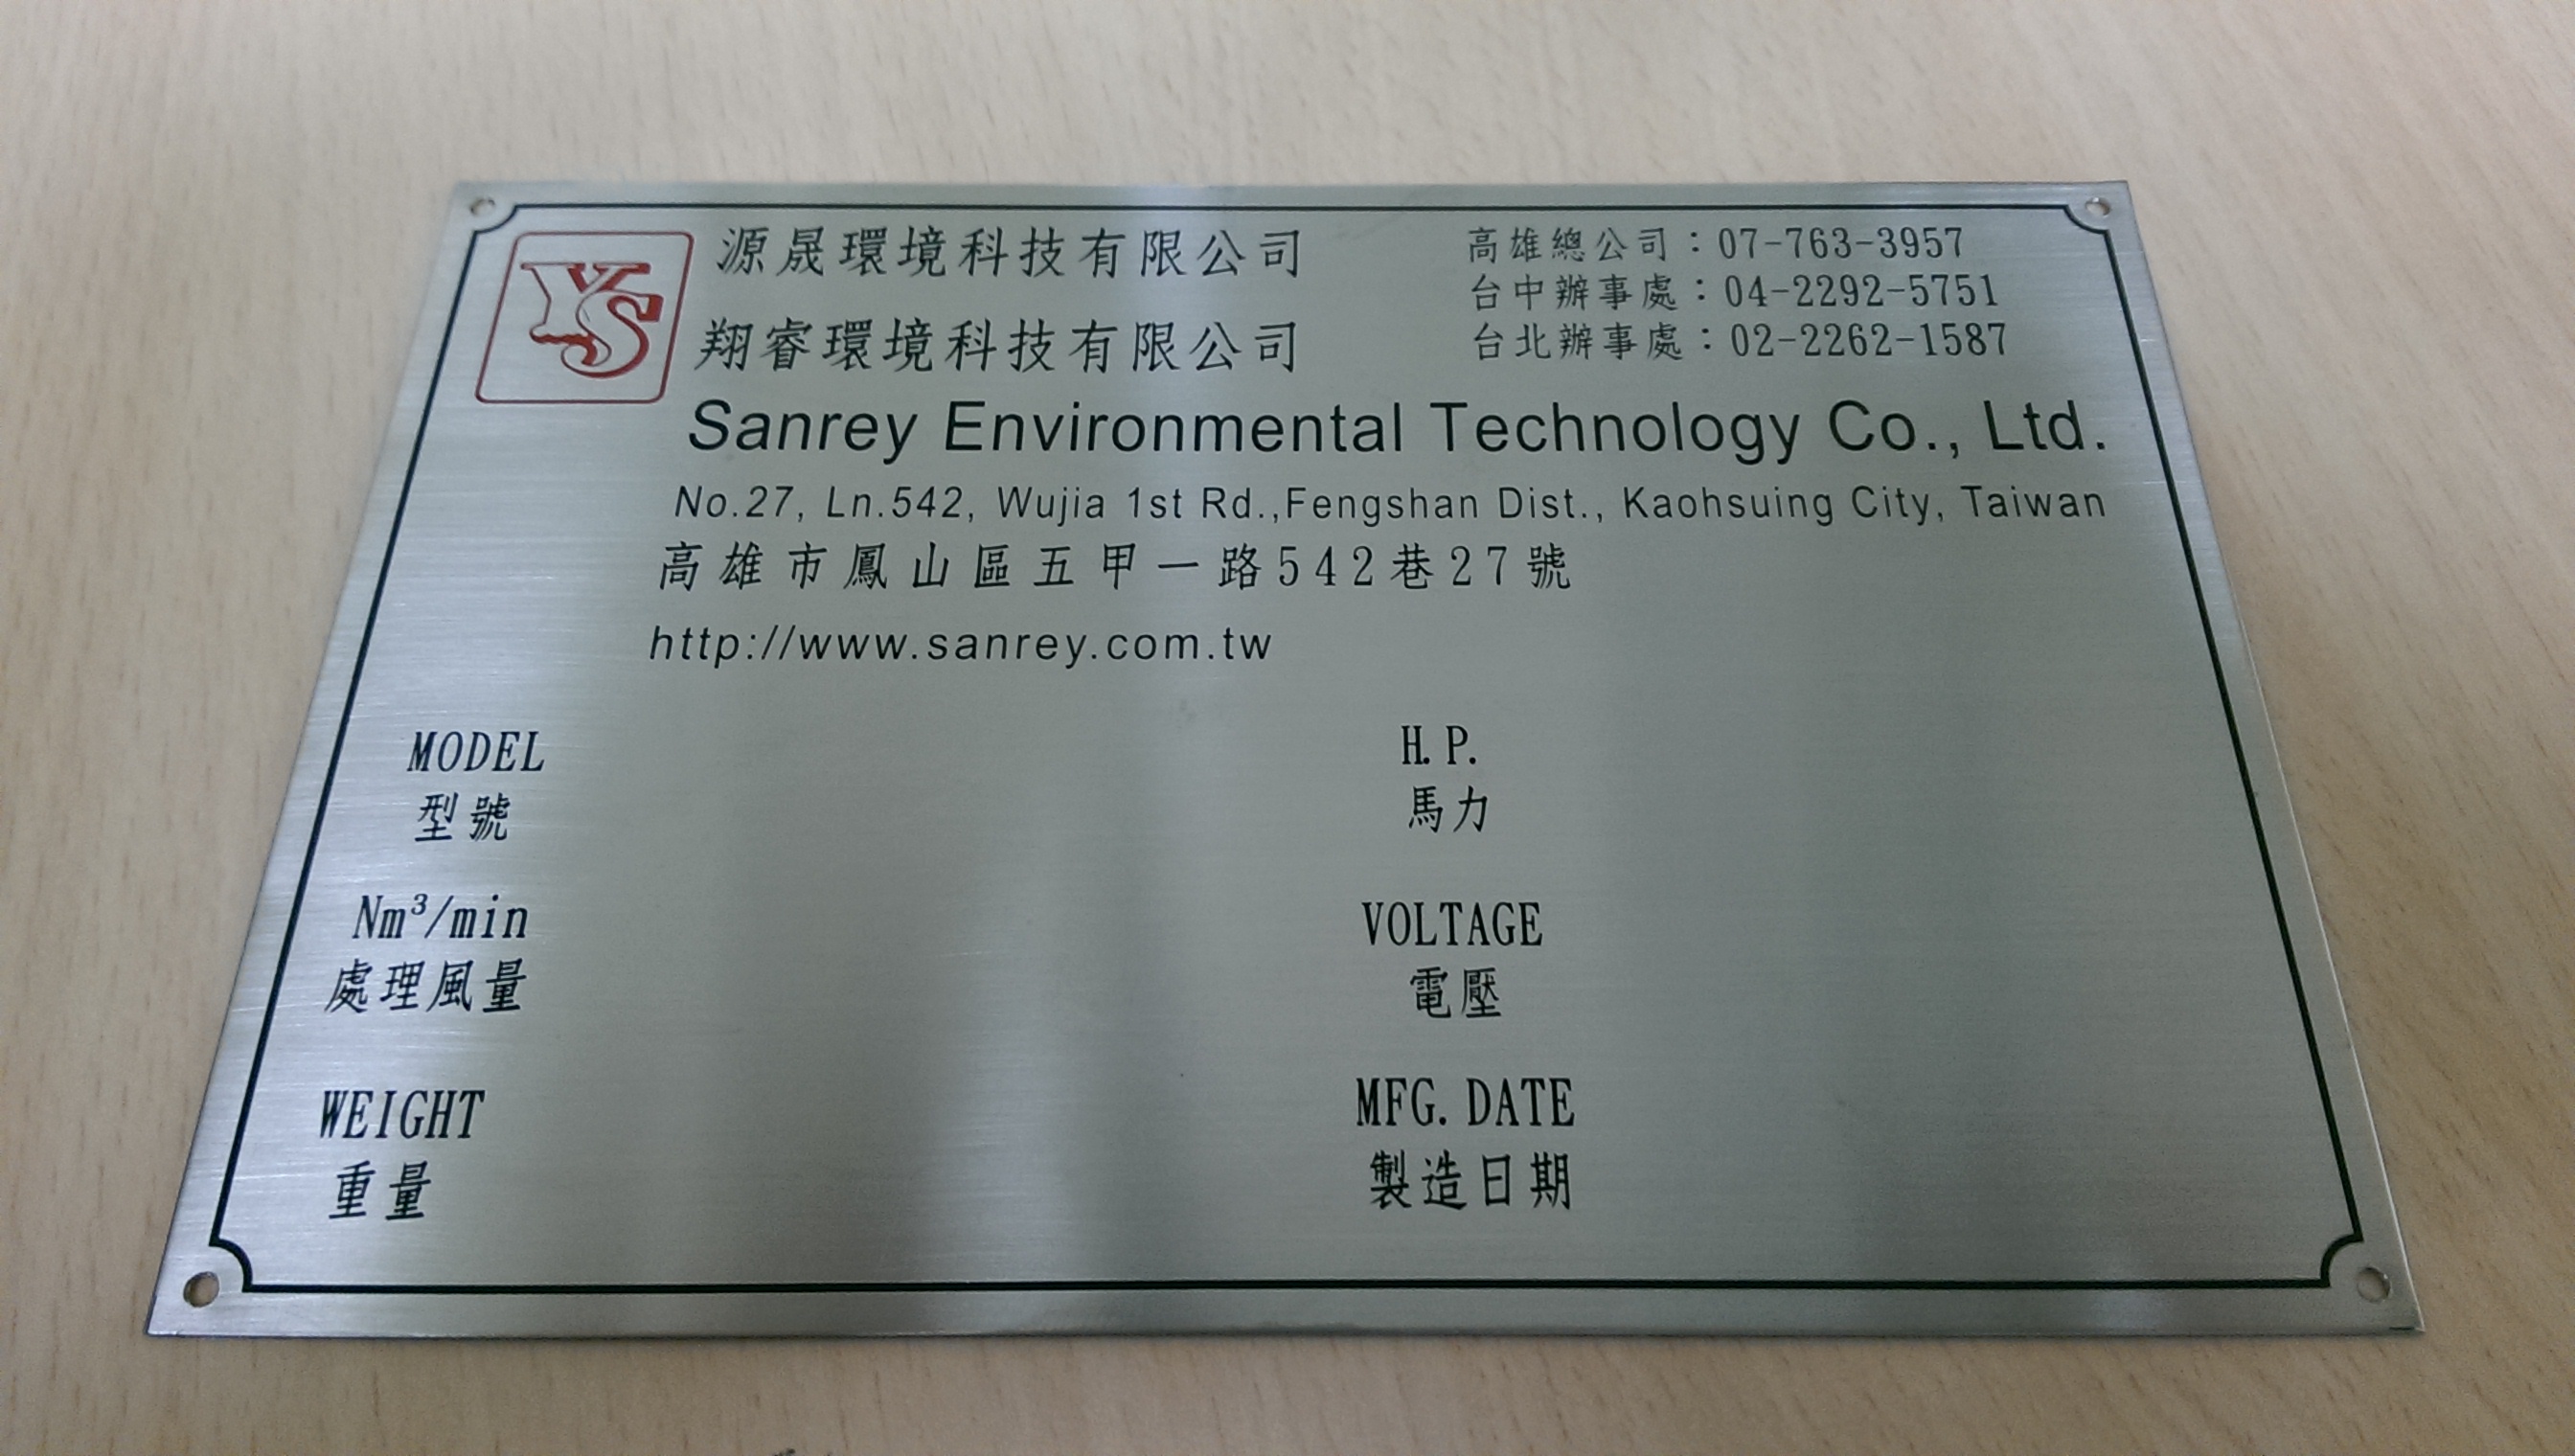 YS
源晟環境科技有限公司
翔睿環境科技有限公司
高雄總公司：07-763-3957
台中辦事處：04-2292-5751
台北辦事處：02-2262-1587
Sanrey Environmental Technology Co., Ltd.
No.27, Ln.542, Wujia 1st Rd.,Fengshan Dist., Kaohsuing City, Taiwan
高雄市鳳山區五甲一路542巷27號
http://www.sanrey.com.tw
MODEL
型號
H.P.
馬力
Nm³/min
處理風量
VOLTAGE
電壓
WEIGHT
重量
MFG. DATE
製造日期